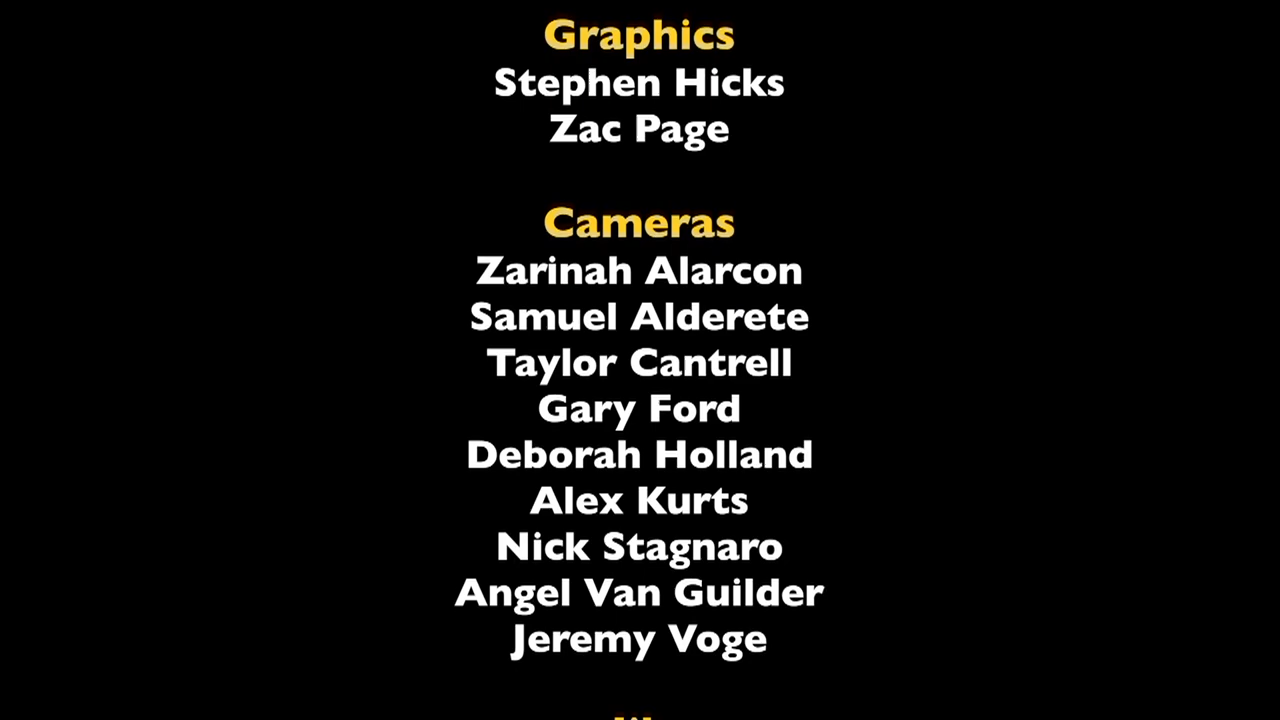 Graphics
Stephen Hicks
Zac Page
Cameras
Zarinah Alarcon
Samuel Alderete
Taylor Cantrell
Gary Ford
Deborah Holland
Alex Kurts
Nick Stagnaro
Angel Van Guilder
Jeremy Voge